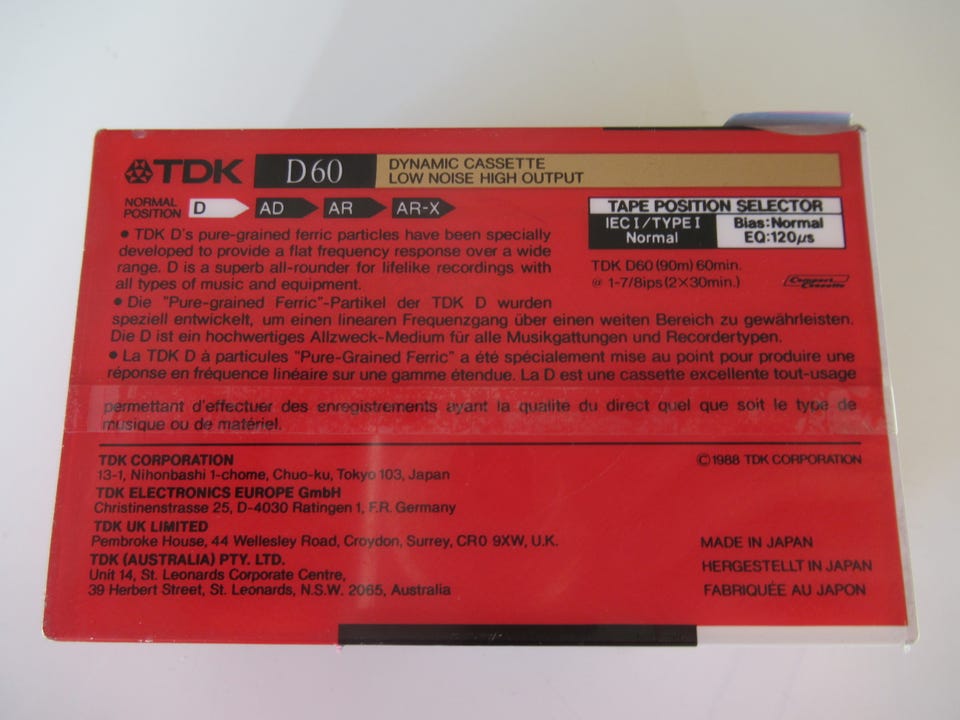 TDK D60 DYNAMIC CASSETTE
LOW NOISE HIGH OUTPUT
NORMAL
POSITION D AD AR AR-X
TAPE POSITION SELECTOR
IEC I/TYPE I
Normal
Bias:Normal
EQ:120µs
TDK D60 (90m) 60min.
@ 1-7/8ips (2×30min.)
Compact
Cassette
● TDK D's pure-grained ferric particles have been specially
developed to provide a flat frequency response over a wide
range. D is a superb all-rounder for lifelike recordings with
all types of music and equipment.
● Die "Pure-grained Ferric"-Partikel der TDK D wurden
speziell entwickelt, um einen linearen Frequenzgang über einen weiten Bereich zu gewährleisten.
Die D ist ein hochwertiges Allzweck-Medium für alle Musikgattungen und Recordertypen.
● La TDK D à particules "Pure-Grained Ferric" a été spécialement mise au point pour produire une
réponse en fréquence linéaire sur une gamme étendue. La D est une cassette excellente tout-usage
permettant d'effectuer des enregistrements ayant la qualite du direct quel que soit le type de
musique ou de matériel.
TDK CORPORATION
13-1, Nihonbashi 1-chome, Chuo-ku, Tokyo 103, Japan
TDK ELECTRONICS EUROPE GmbH
Christinenstrasse 25, D-4030 Ratingen 1, F.R. Germany
TDK UK LIMITED
Pembroke House, 44 Wellesley Road, Croydon, Surrey, CR0 9XW, U.K.
TDK (AUSTRALIA) PTY. LTD.
Unit 14, St. Leonards Corporate Centre,
39 Herbert Street, St. Leonards, N.S.W. 2065, Australia
©1988 TDK CORPORATION
MADE IN JAPAN
HERGESTELLT IN JAPAN
FABRIQUÉE AU JAPON